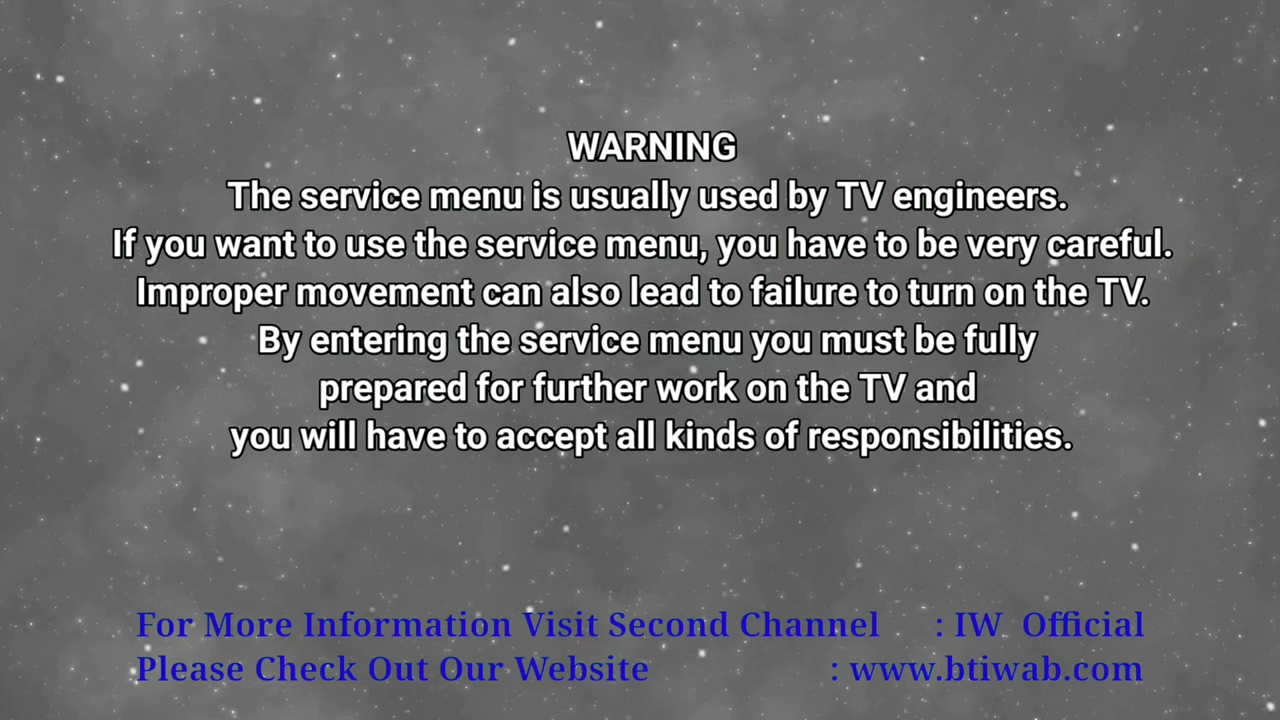 WARNING
The service menu is usually used by TV engineers.
If you want to use the service menu, you have to be very careful.
Improper movement can also lead to failure to turn on the TV.
By entering the service menu you must be fully
prepared for further work on the TV and
you will have to accept all kinds of responsibilities.
For More Information Visit Second Channel : IW Official
Please Check Out Our Website : www.btiwab.com